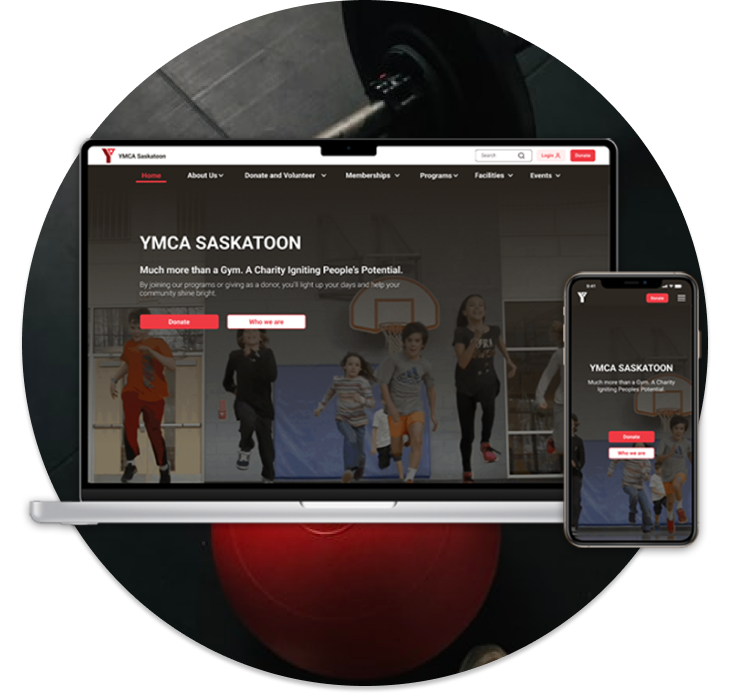 YMCA Saskatoon
Search
Login
Donate
Home
About Us
Donate and Volunteer
Memberships
Programs
Facilities
Events
YMCA SASKATOON
Much more than a Gym. A Charity Igniting People's Potential.
By joining our programs or giving as a donor, you'll light up your days and help your
community shine bright.
Donate
Who we are
9:41
Donate
YMCA SASKATOON
Much more than a Gym. A Charity
Igniting Peoples Potential.
Donate
Who we are